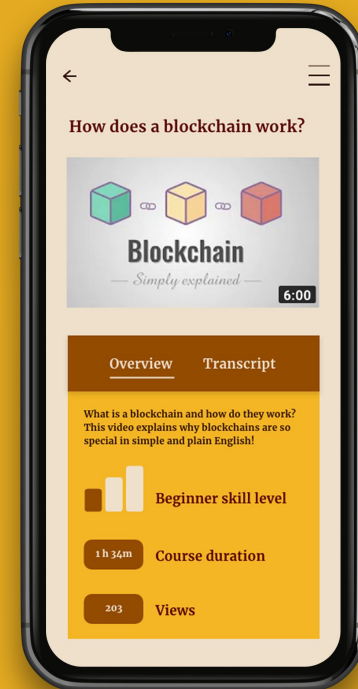 How does a blockchain work?
Blockchain
Simply explained
6:00
Overview Transcript
What is a blockchain and how do they work?
This video explains why blockchains are so
special in simple and plain English!
Beginner skill level
1 h 34m Course duration
203 Views